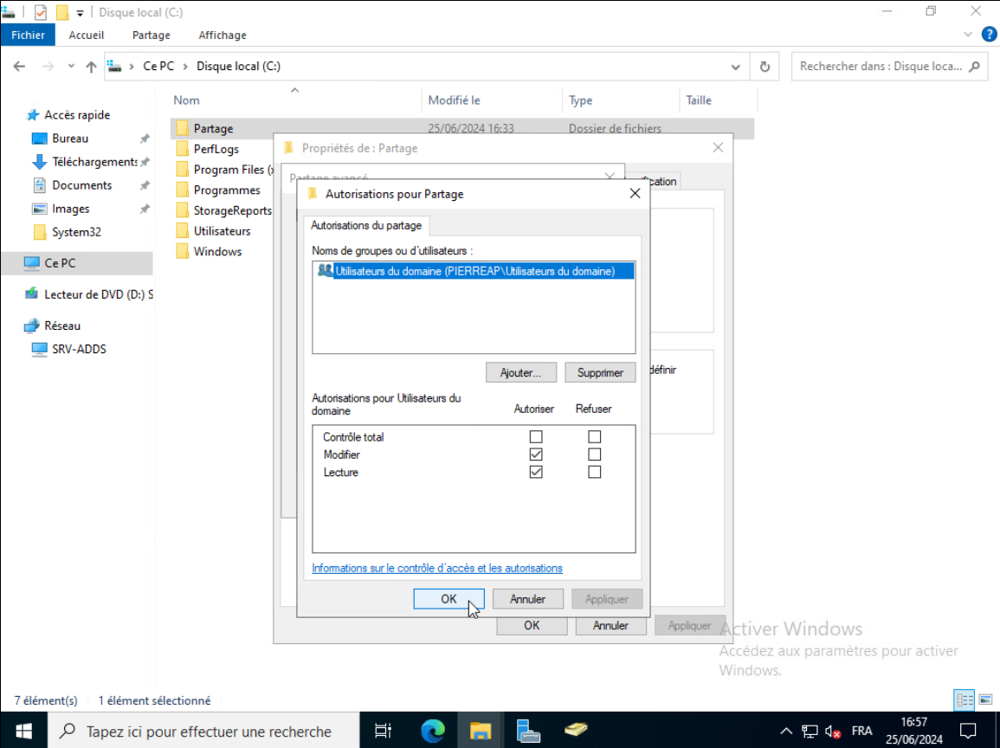 Disque local (C:)
Fichier
Accueil
Partage
Affichage
Ce PC
Disque local (C:)
Rechercher dans : Disque loca...
Accès rapide
Bureau
Téléchargements
Documents
Images
System32
Ce PC
Lecteur de DVD (D:) S
Réseau
SRV-ADDS
Nom
Modifié le
Type
Taille
Partage
25/06/2024 16:33
Dossier de fichiers
PerfLogs
Program Files (x
Programmes
StorageReports
Utilisateurs
Windows
Propriétés de : Partage
Partage avancé
Autorisations pour Partage
Autorisations du partage
Noms de groupes ou d'utilisateurs :
Utilisateurs du domaine (PIERREAP\Utilisateurs du domaine)
Ajouter...
Supprimer
définir
Autorisations pour Utilisateurs du
domaine
Autoriser
Refuser
Contrôle total
Modifier
Lecture
Informations sur le contrôle d'accès et les autorisations
OK
Annuler
Appliquer
OK
Annuler
Appliquer
Activer Windows
Accédez aux paramètres pour activer
Windows.
7 élément(s)
1 élément sélectionné
Tapez ici pour effectuer une recherche
FRA
16:57
25/06/2024